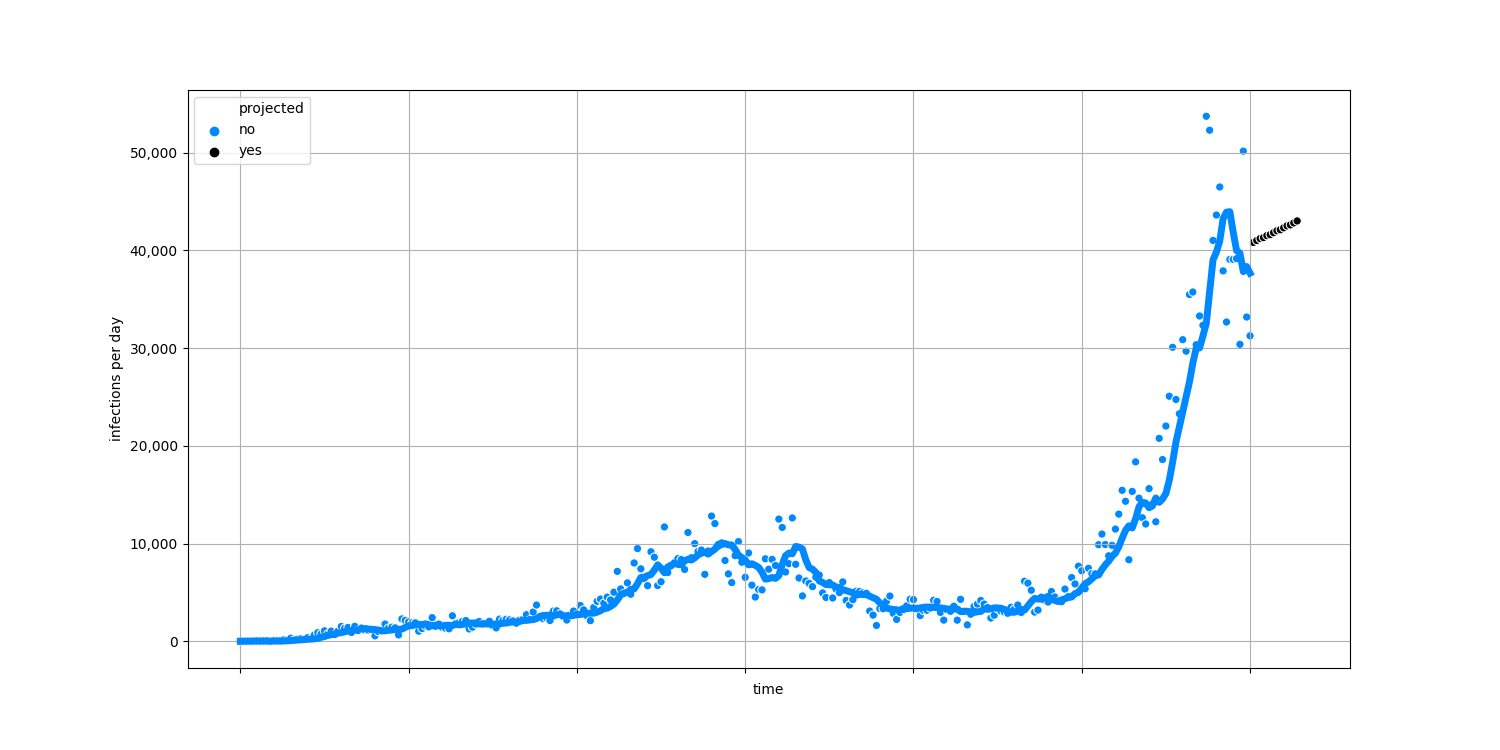 projected
no
yes
50,000
40,000
30,000
20,000
10,000
0
infections per day
time